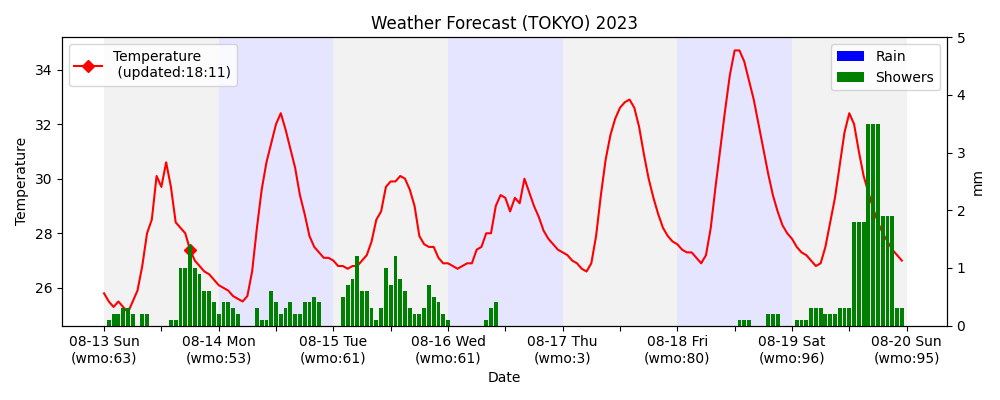 Weather Forecast (TOKYO) 2023
Temperature
(updated:18:11)
Rain
Showers
34
32
30
28
26
Temperature
5
4
3
2
1
0
mm
08-13 Sun
(wmo:63)
08-14 Mon
(wmo:53)
08-15 Tue
(wmo:61)
08-16 Wed
(wmo:61)
08-17 Thu
(wmo:3)
08-18 Fri
(wmo:80)
08-19 Sat
(wmo:96)
08-20 Sun
(wmo:95)
Date